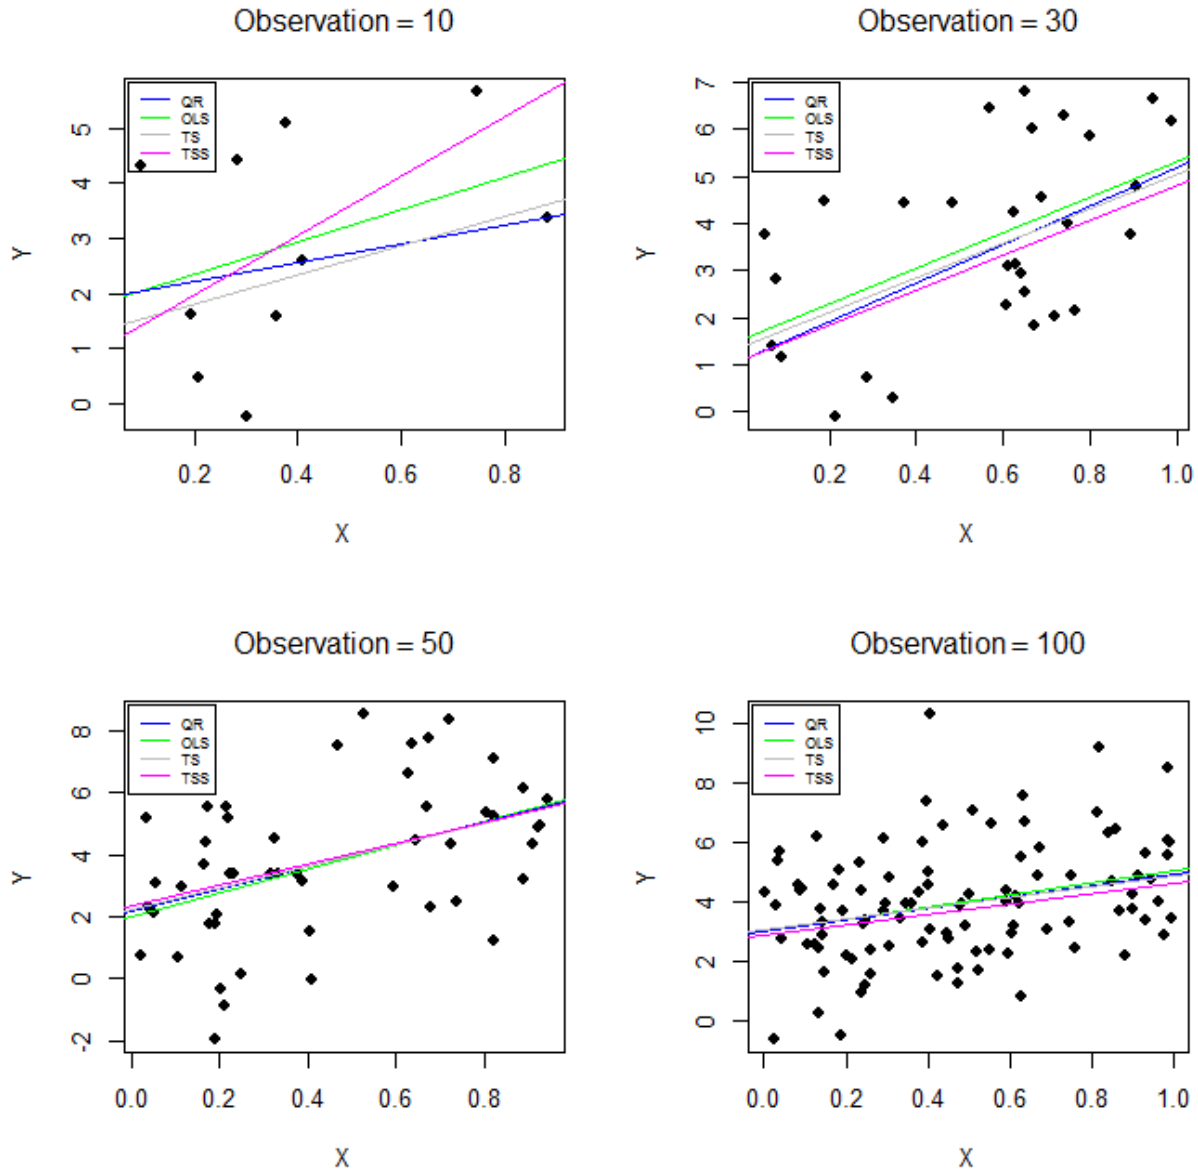 Observation = 10
QR
OLS
TS
TSS
5
4
3
2
1
0
Y
0.2 0.4 0.6 0.8
X
Observation = 30
QR
OLS
TS
TSS
7
6
5
4
3
2
1
0
Y
0.2 0.4 0.6 0.8 1.0
X
Observation = 50
QR
OLS
TS
TSS
8
6
4
2
0
-2
Y
0.0 0.2 0.4 0.6 0.8
X
Observation = 100
QR
OLS
TS
TSS
10
8
6
4
2
0
Y
0.0 0.2 0.4 0.6 0.8 1.0
X